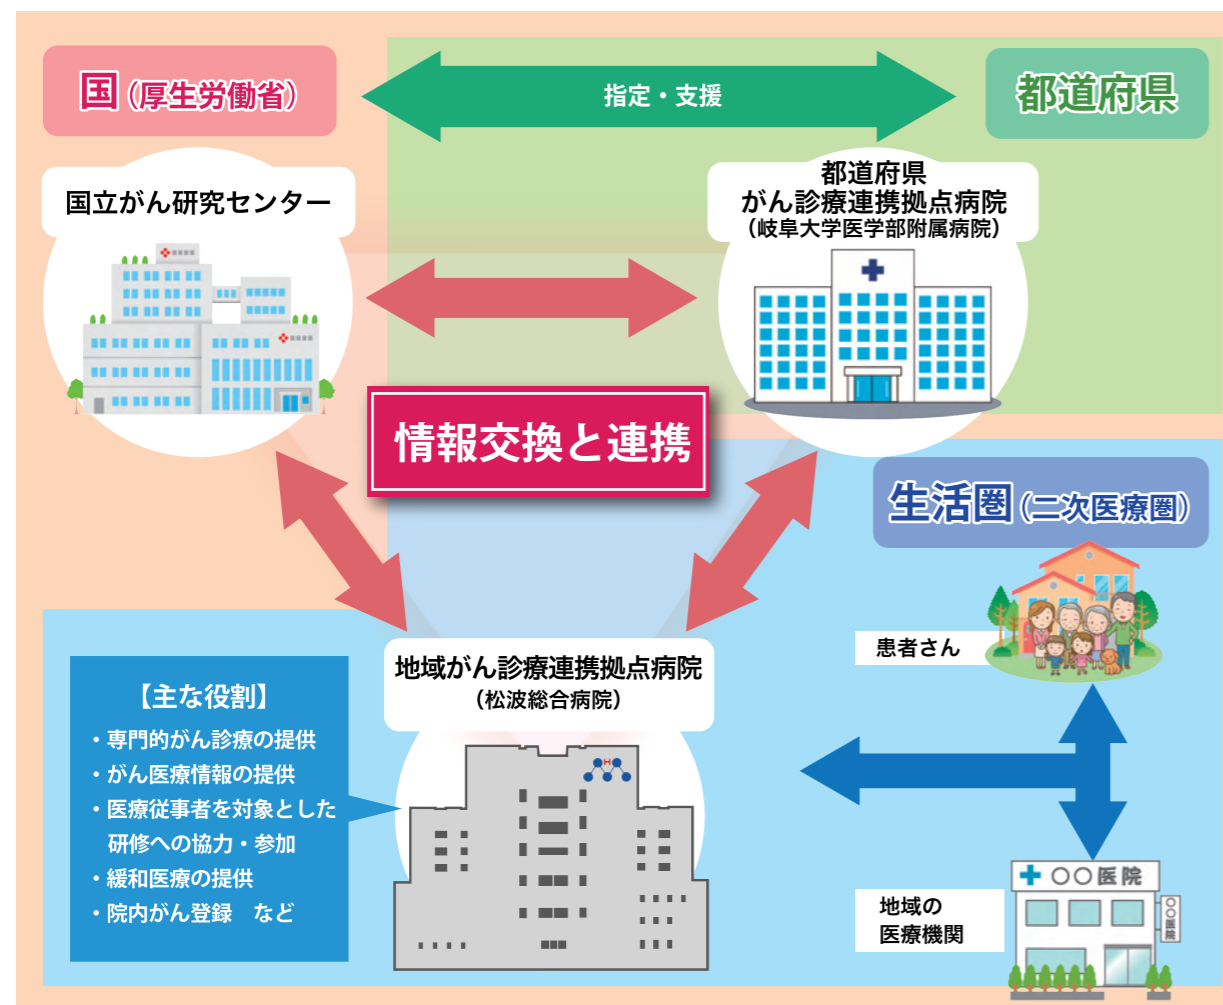 国（厚生労働省）
指定・支援
都道府県
国立がん研究センター
都道府県
がん診療連携拠点病院
（岐阜大学医学部附属病院）
情報交換と連携
生活圏（二次医療圏）
患者さん
地域がん診療連携拠点病院
（松波総合病院）
H
【主な役割】
・専門的がん診療の提供
・がん医療情報の提供
・医療従事者を対象とした
研修への協力・参加
・緩和医療の提供
・院内がん登録　など
〇〇医院
〇〇医院
地域の
医療機関